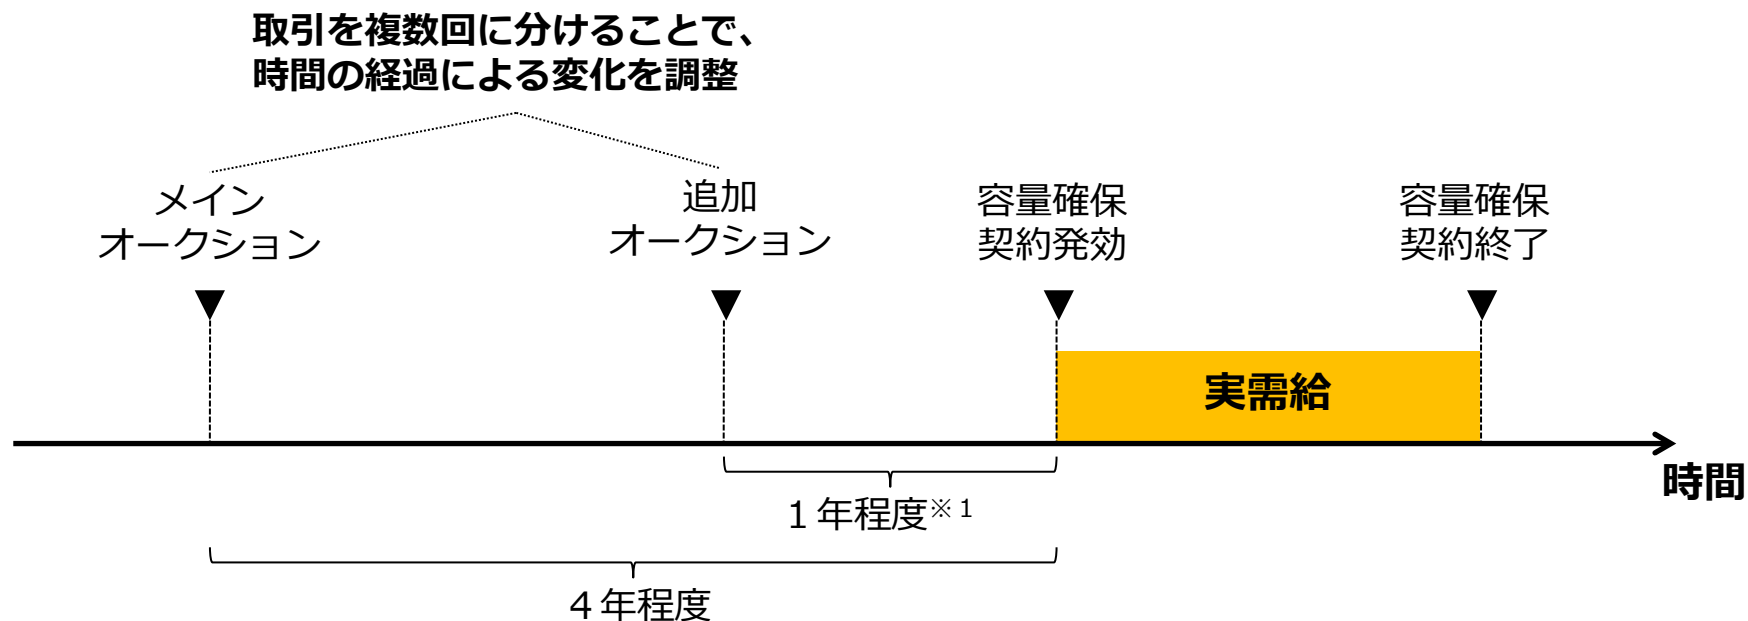 取引を複数回に分けることで、
時間の経過による変化を調整
メイン
オークション
追加
オークション
容量確保
契約発効
容量確保
契約終了
実需給
時間
１年程度※１
４年程度